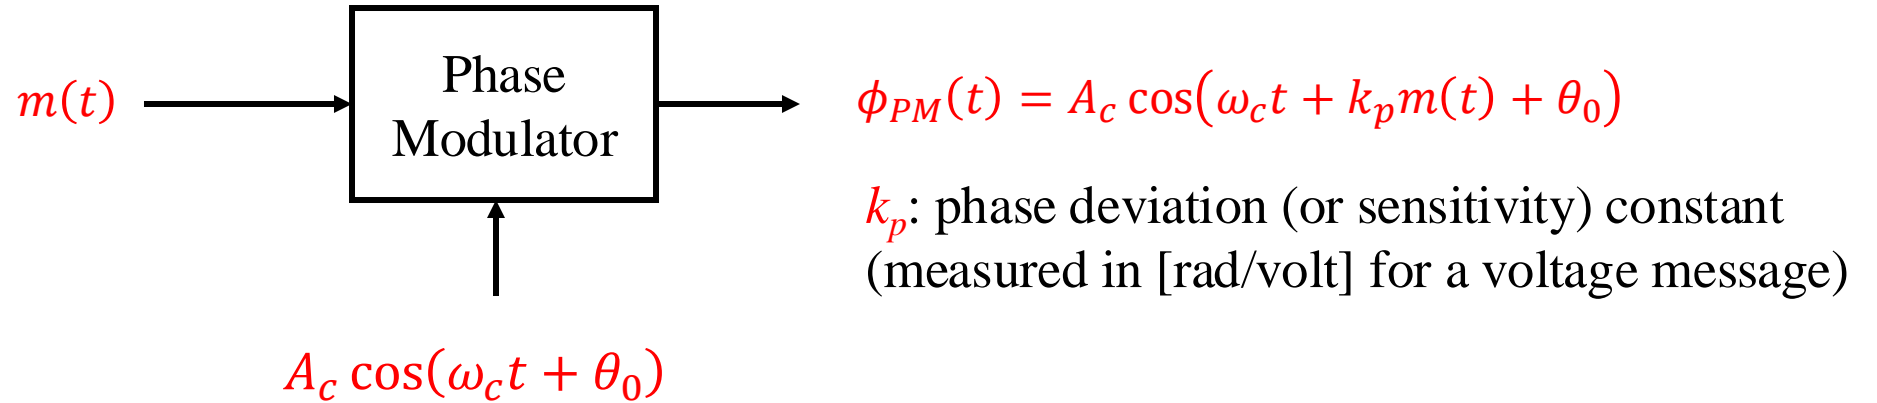 m(t)
Phase
Modulator
ϕ_PM(t) = A_c cos(ω_c t + k_p m(t) + θ_0)
k_p: phase deviation (or sensitivity) constant
(measured in [rad/volt] for a voltage message)
A_c cos(ω_c t + θ_0)